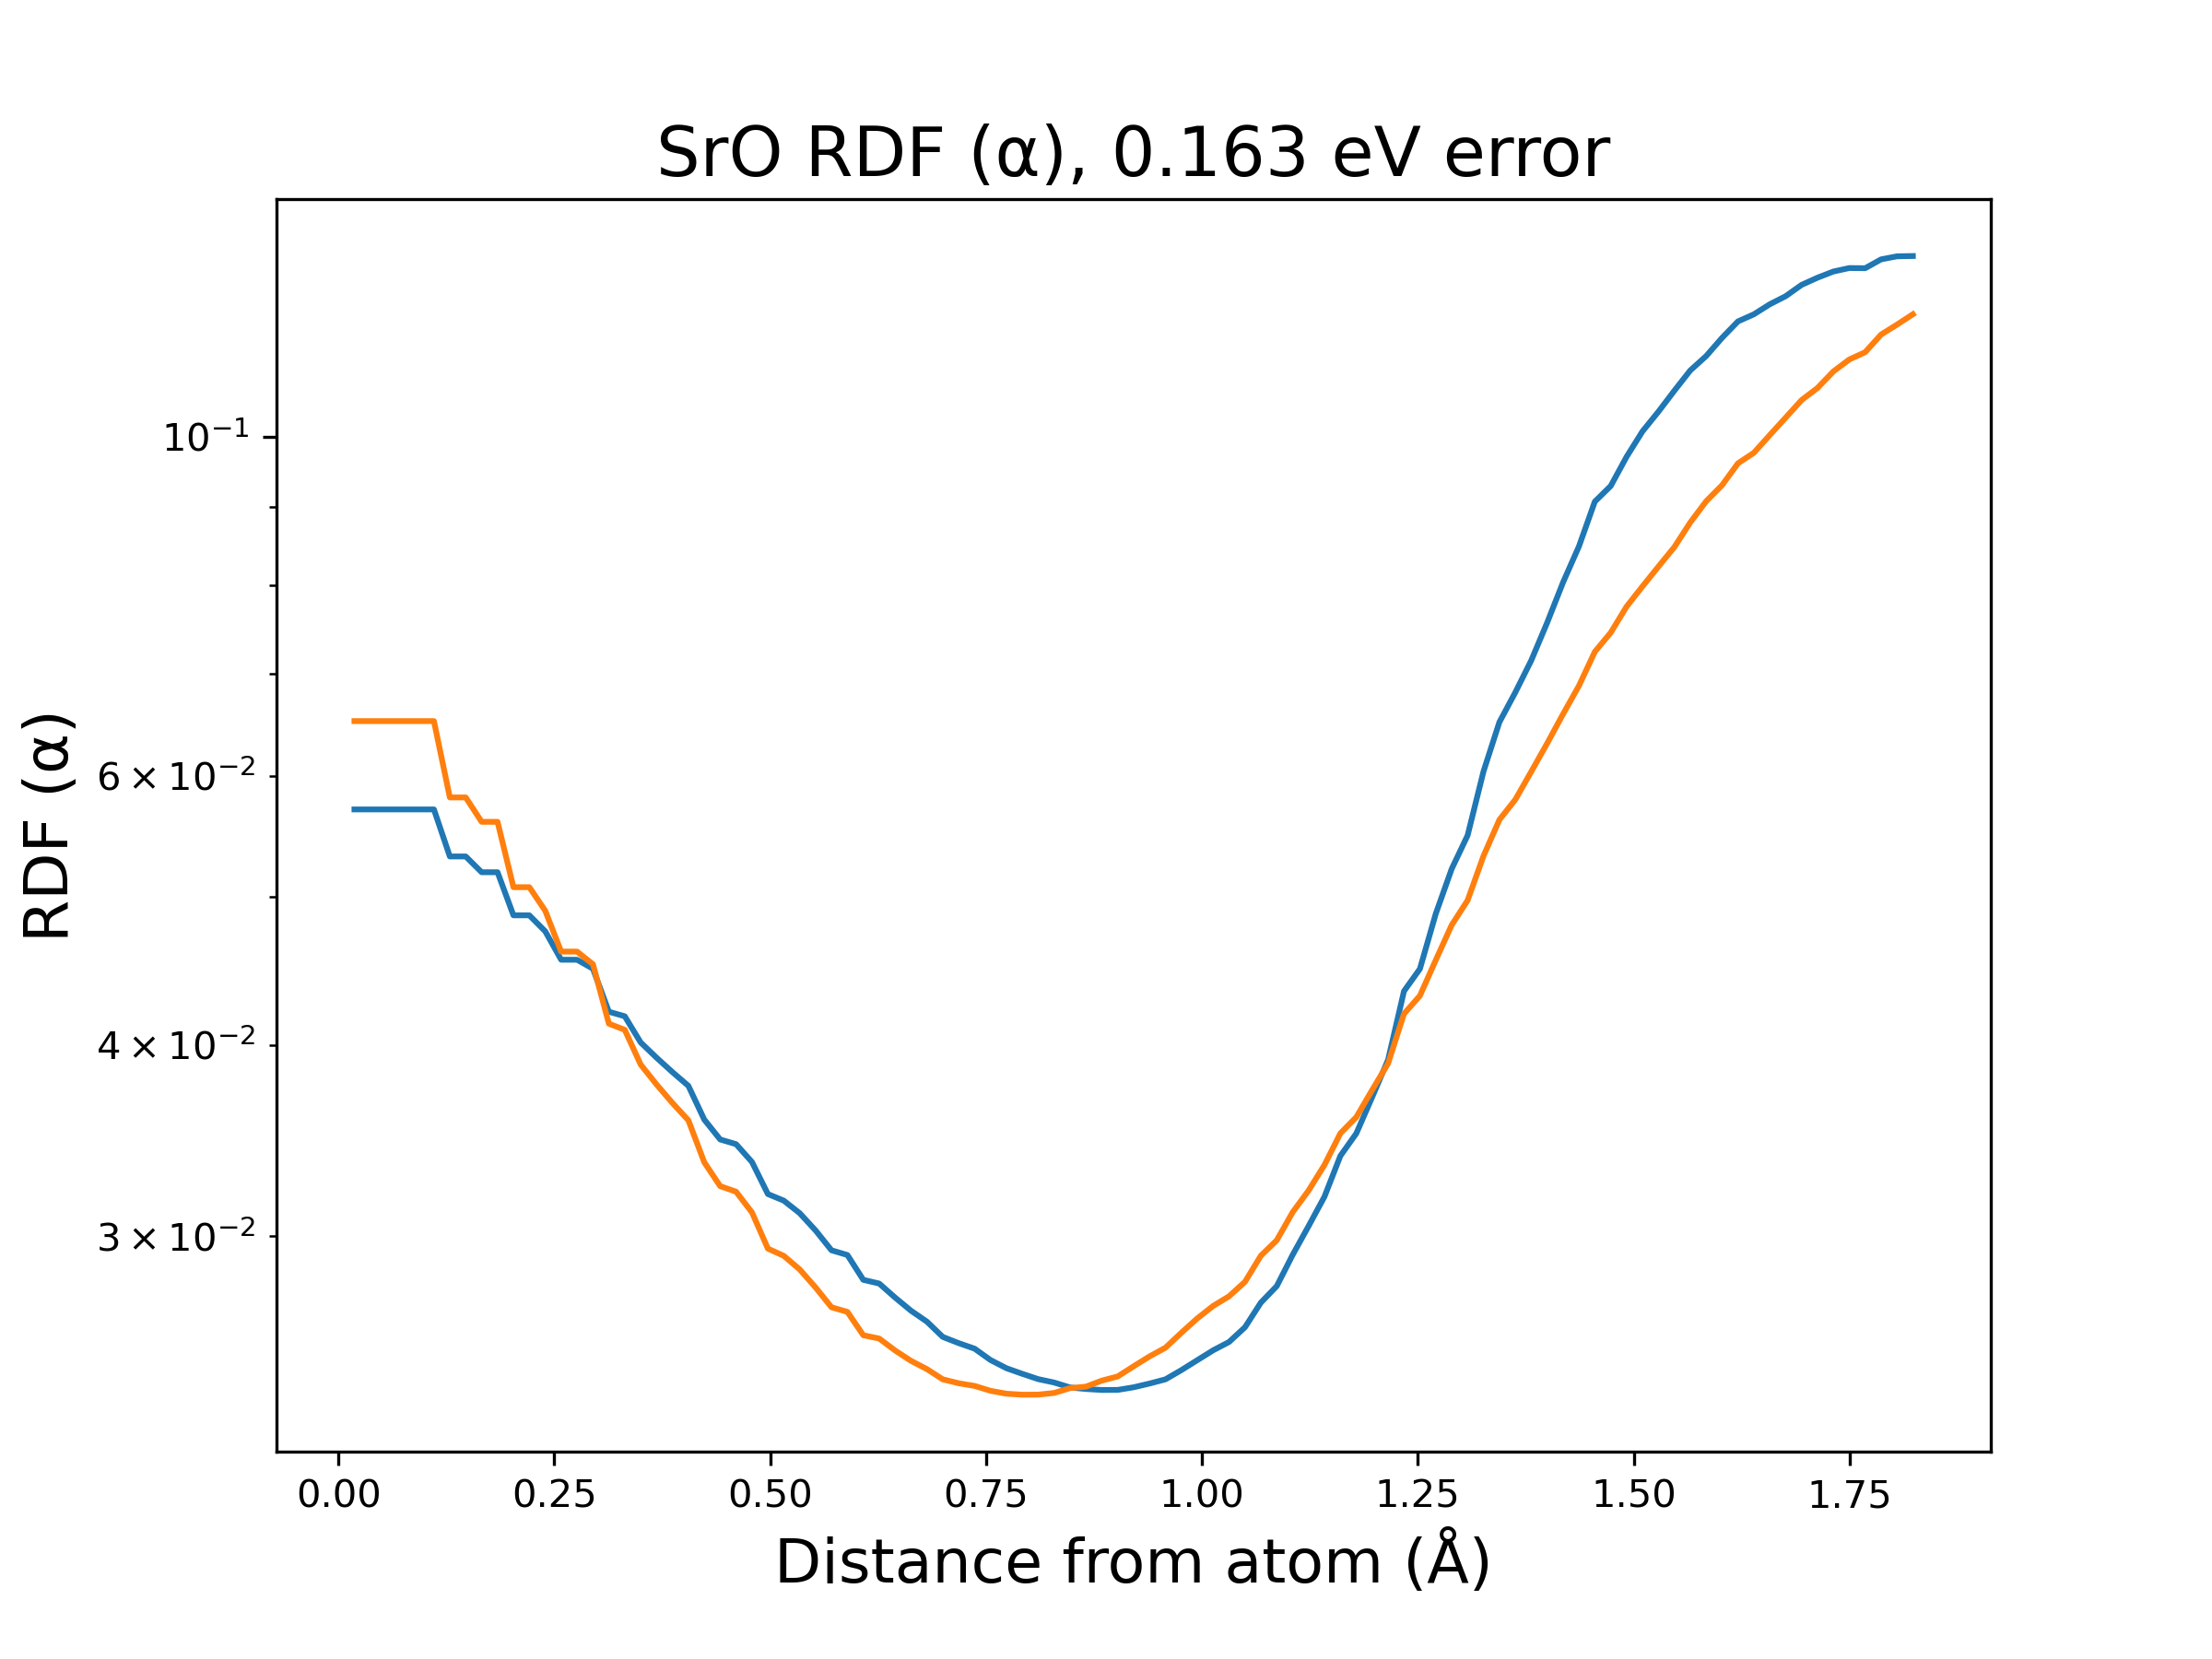 SrO RDF (α), 0.163 eV error
RDF (α)
10⁻¹
6 × 10⁻²
4 × 10⁻²
3 × 10⁻²
0.00 0.25 0.50 0.75 1.00 1.25 1.50 1.75
Distance from atom (Å)